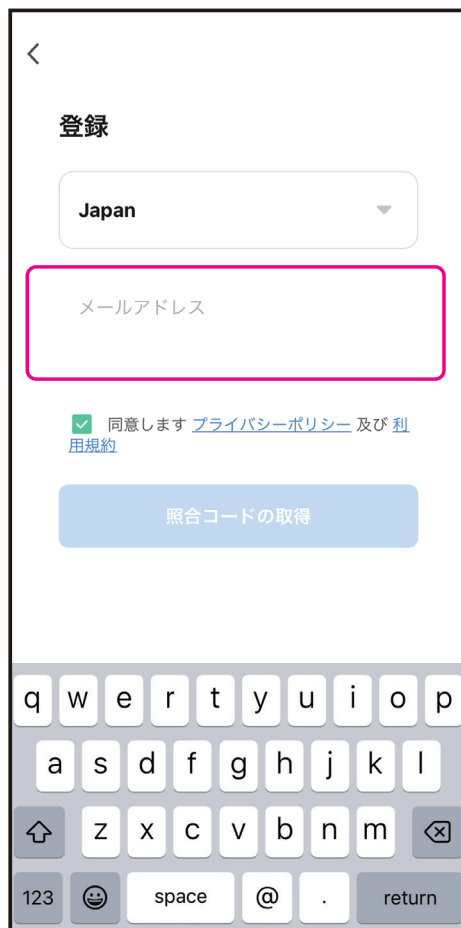 登録
Japan
メールアドレス
同意します プライバシーポリシー 及び 利
用規約
照合コードの取得
q w e r t y u i o p
a s d f g h j k l
z x c v b n m
123 space @ . return